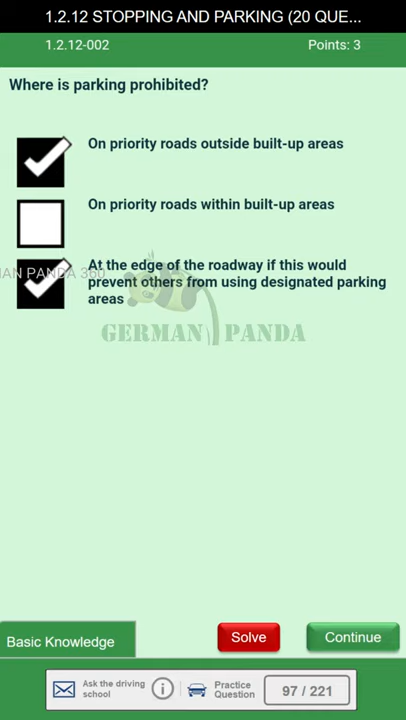 1.2.12 STOPPING AND PARKING (20 QUE...
1.2.12-002 Points: 3
Where is parking prohibited?
On priority roads outside built-up areas
On priority roads within built-up areas
At the edge of the roadway if this would
prevent others from using designated parking
areas
MAN PANDA 360
GERMAN PANDA
Basic Knowledge
Solve
Continue
Ask the driving
school
i
Practice
Question
97 / 221